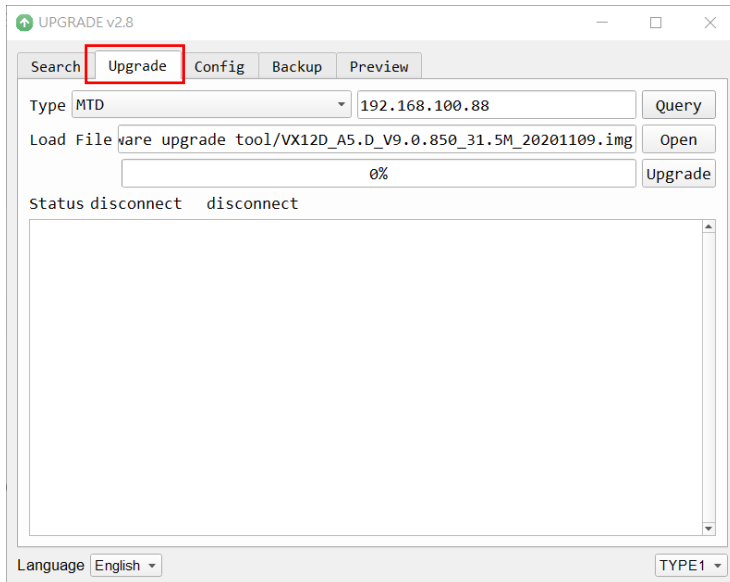 UPGRADE v2.8
Search Upgrade Config Backup Preview
Type MTD 192.168.100.88 Query
Load File ware upgrade tool/VX12D_A5.D_V9.0.850_31.5M_20201109.img Open
0% Upgrade
Status disconnect disconnect
Language English TYPE1